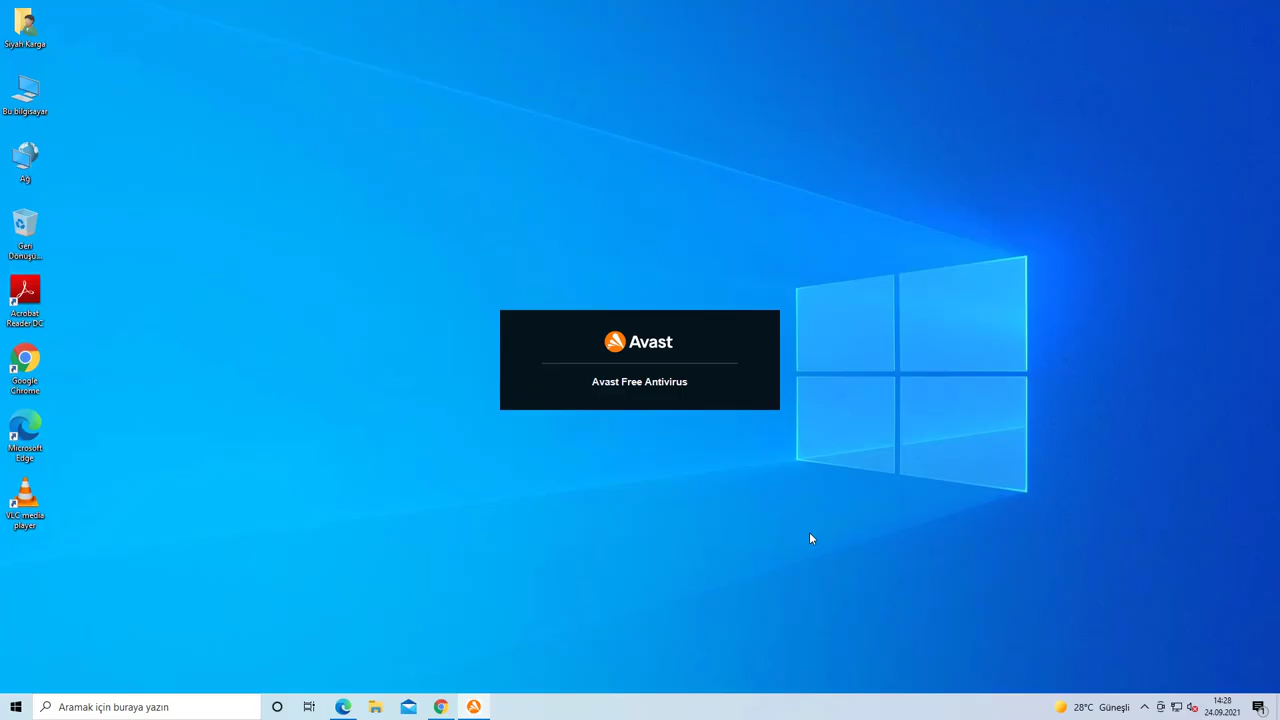 Siyah Karga
Bu bilgisayar
Ağ
Geri
Dönüşü...
Acrobat
Reader DC
Google
Chrome
Microsoft
Edge
VLC media
player
Avast
Avast Free Antivirus
Aramak için buraya yazın
28°C Güneşli
14:28
24.09.2021
1